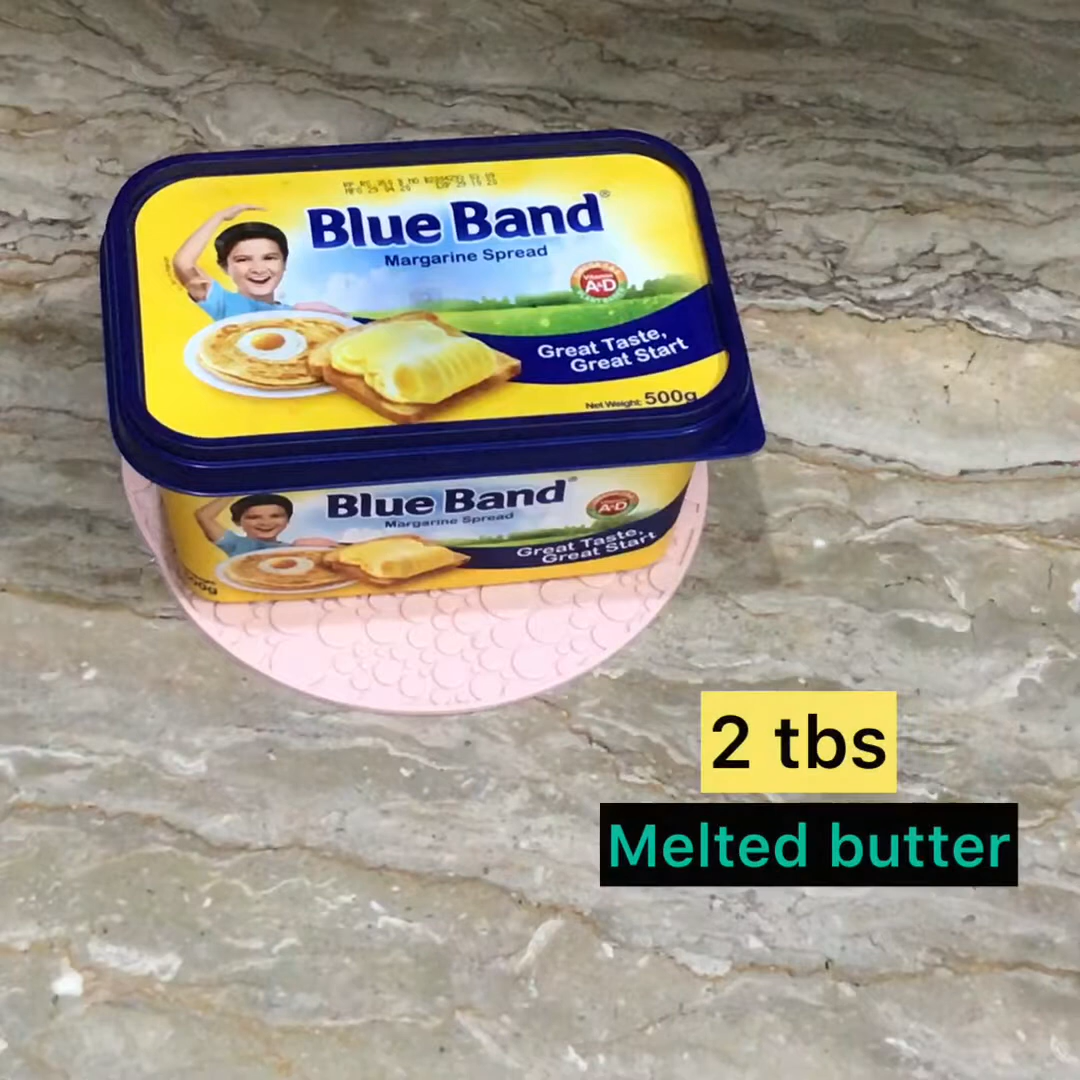 Blue Band®
Margarine Spread
Vitamins
A&D
Great Taste,
Great Start
Net Weight: 500g
Blue Band®
Margarine Spread
A&D
Great Taste,
Great Start
2 tbs
Melted butter